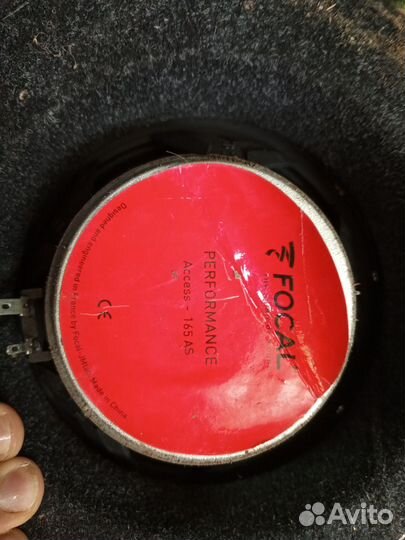 FOCAL
PERFORMANCE
Access - 165 AS
Designed and engineered in France by Focal-JMlab. Made in China
CE
Avito